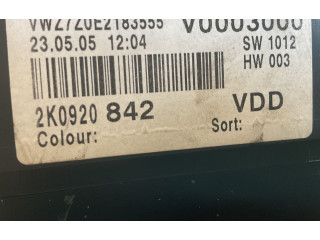 VWZ7Z0E2183555 V0003000
23.05.05 12:04 SW 1012
HW 003
2K0920 842 VDD
Colour: Sort: